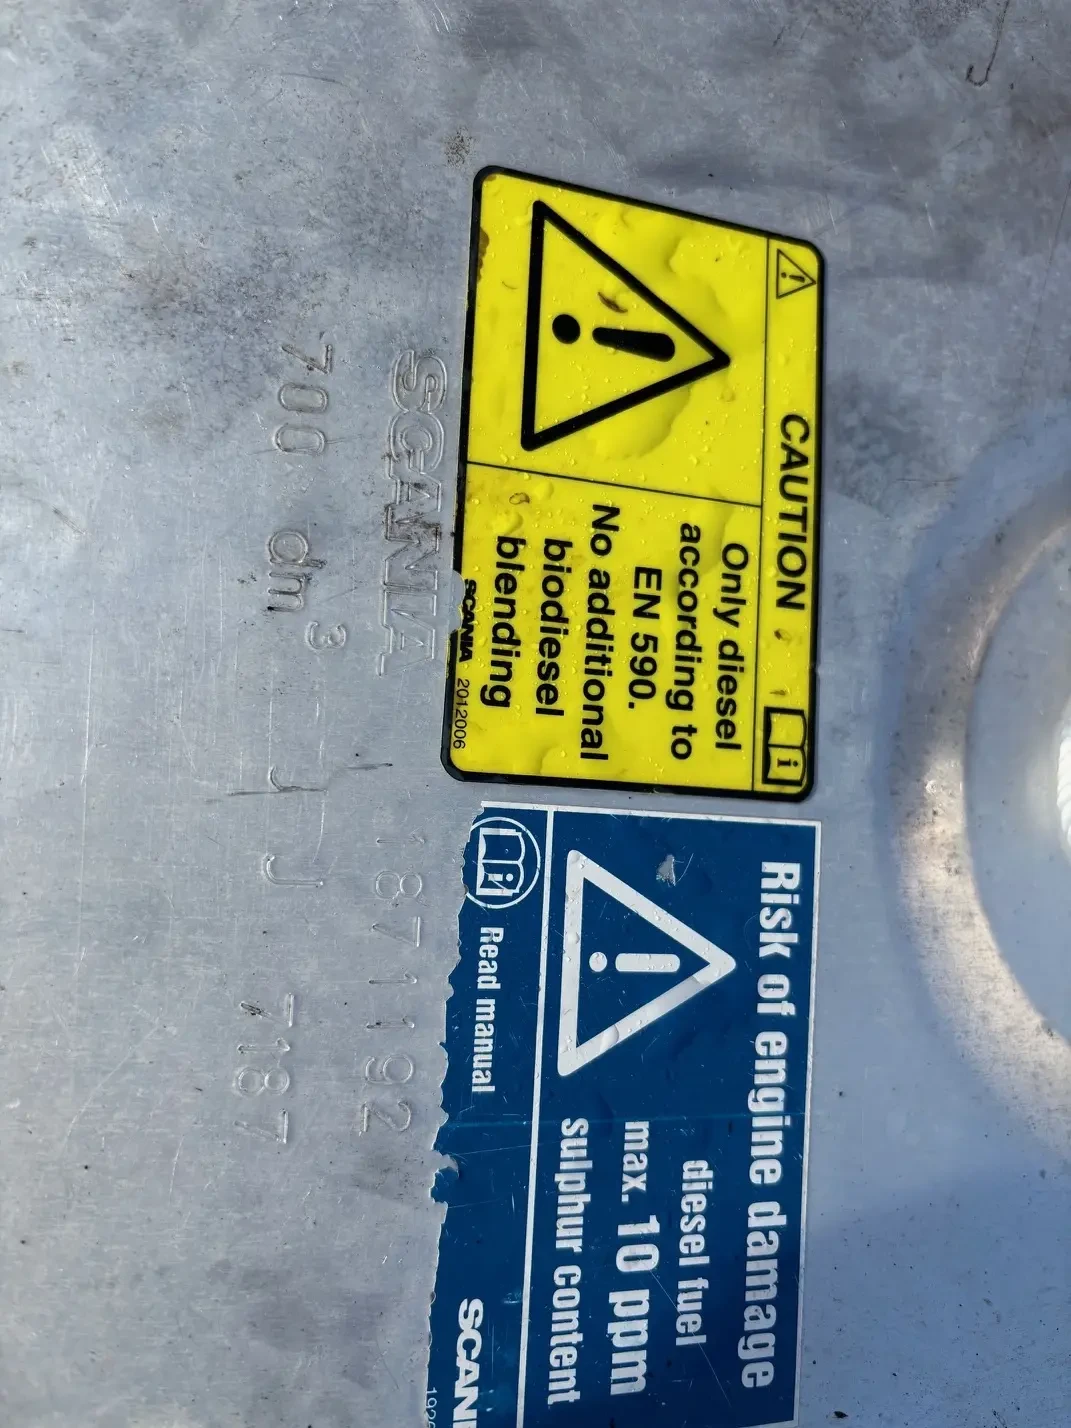 CAUTION
Only diesel
according to
EN 590.
No additional
biodiesel
blending
SCANIA 2012006
Risk of engine damage
diesel fuel
max. 10 ppm
sulphur content
Read manual
SCANIA 1871192
700 dm3 J 7187